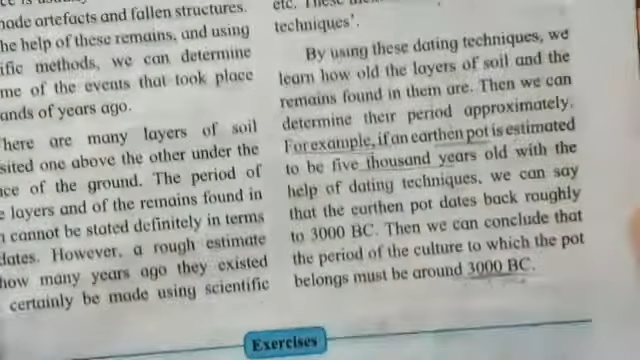 made artefacts and fallen structures.
the help of these remains, and using
we can determine
of the events that took place
ands of years ago.
here are many layers of soil
sited one above the other under the
of the ground. The period of
layers and of the remains found in
cannot be stated definitely in terms
dates. However, a rough estimate
how many years ago they existed
certainly be made using scientific
etc.
techniques'.
By using these dating techniques, we
learn how old the layers of soil and the
remains found in them are. Then we can
determine their period approximately.
For example, if an earthen pot is estimated
to be five thousand years old with the
help of dating techniques, we can say
that the earthen pot dates back roughly
to 3000 BC. Then we can conclude that
the period of the culture to which the pot
belongs must be around 3000 BC.
Exercises